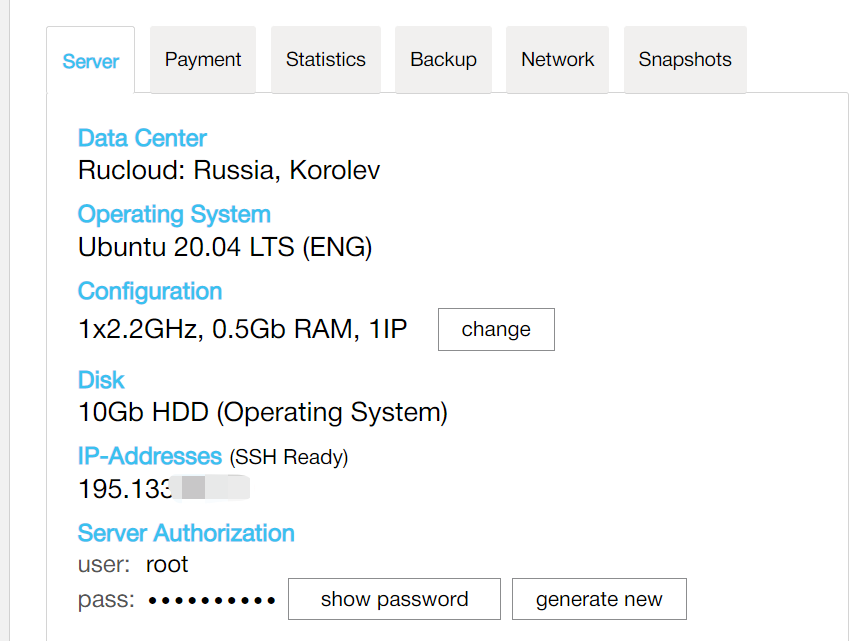 Server Payment Statistics Backup Network Snapshots
Data Center
Rucloud: Russia, Korolev
Operating System
Ubuntu 20.04 LTS (ENG)
Configuration
1x2.2GHz, 0.5Gb RAM, 1IP change
Disk
10Gb HDD (Operating System)
IP-Addresses (SSH Ready)
195.133
Server Authorization
user: root
pass: •••••••••• show password generate new